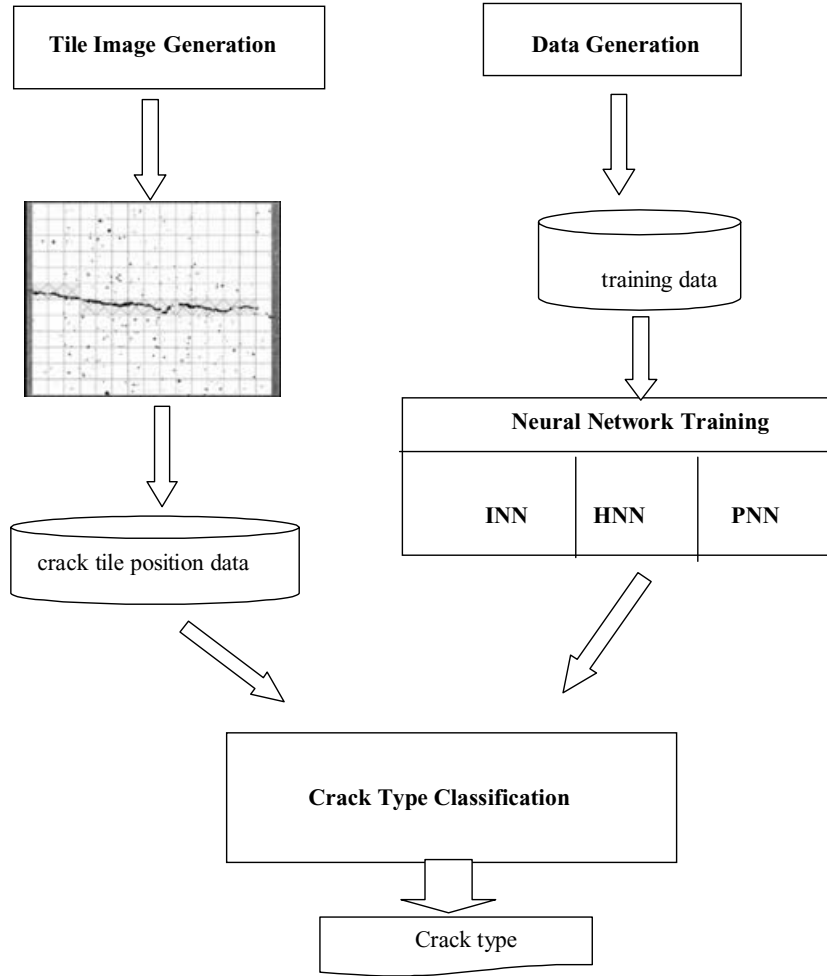 Tile Image Generation
Data Generation
training data
Neural Network Training
INN HNN PNN
crack tile position data
Crack Type Classification
Crack type